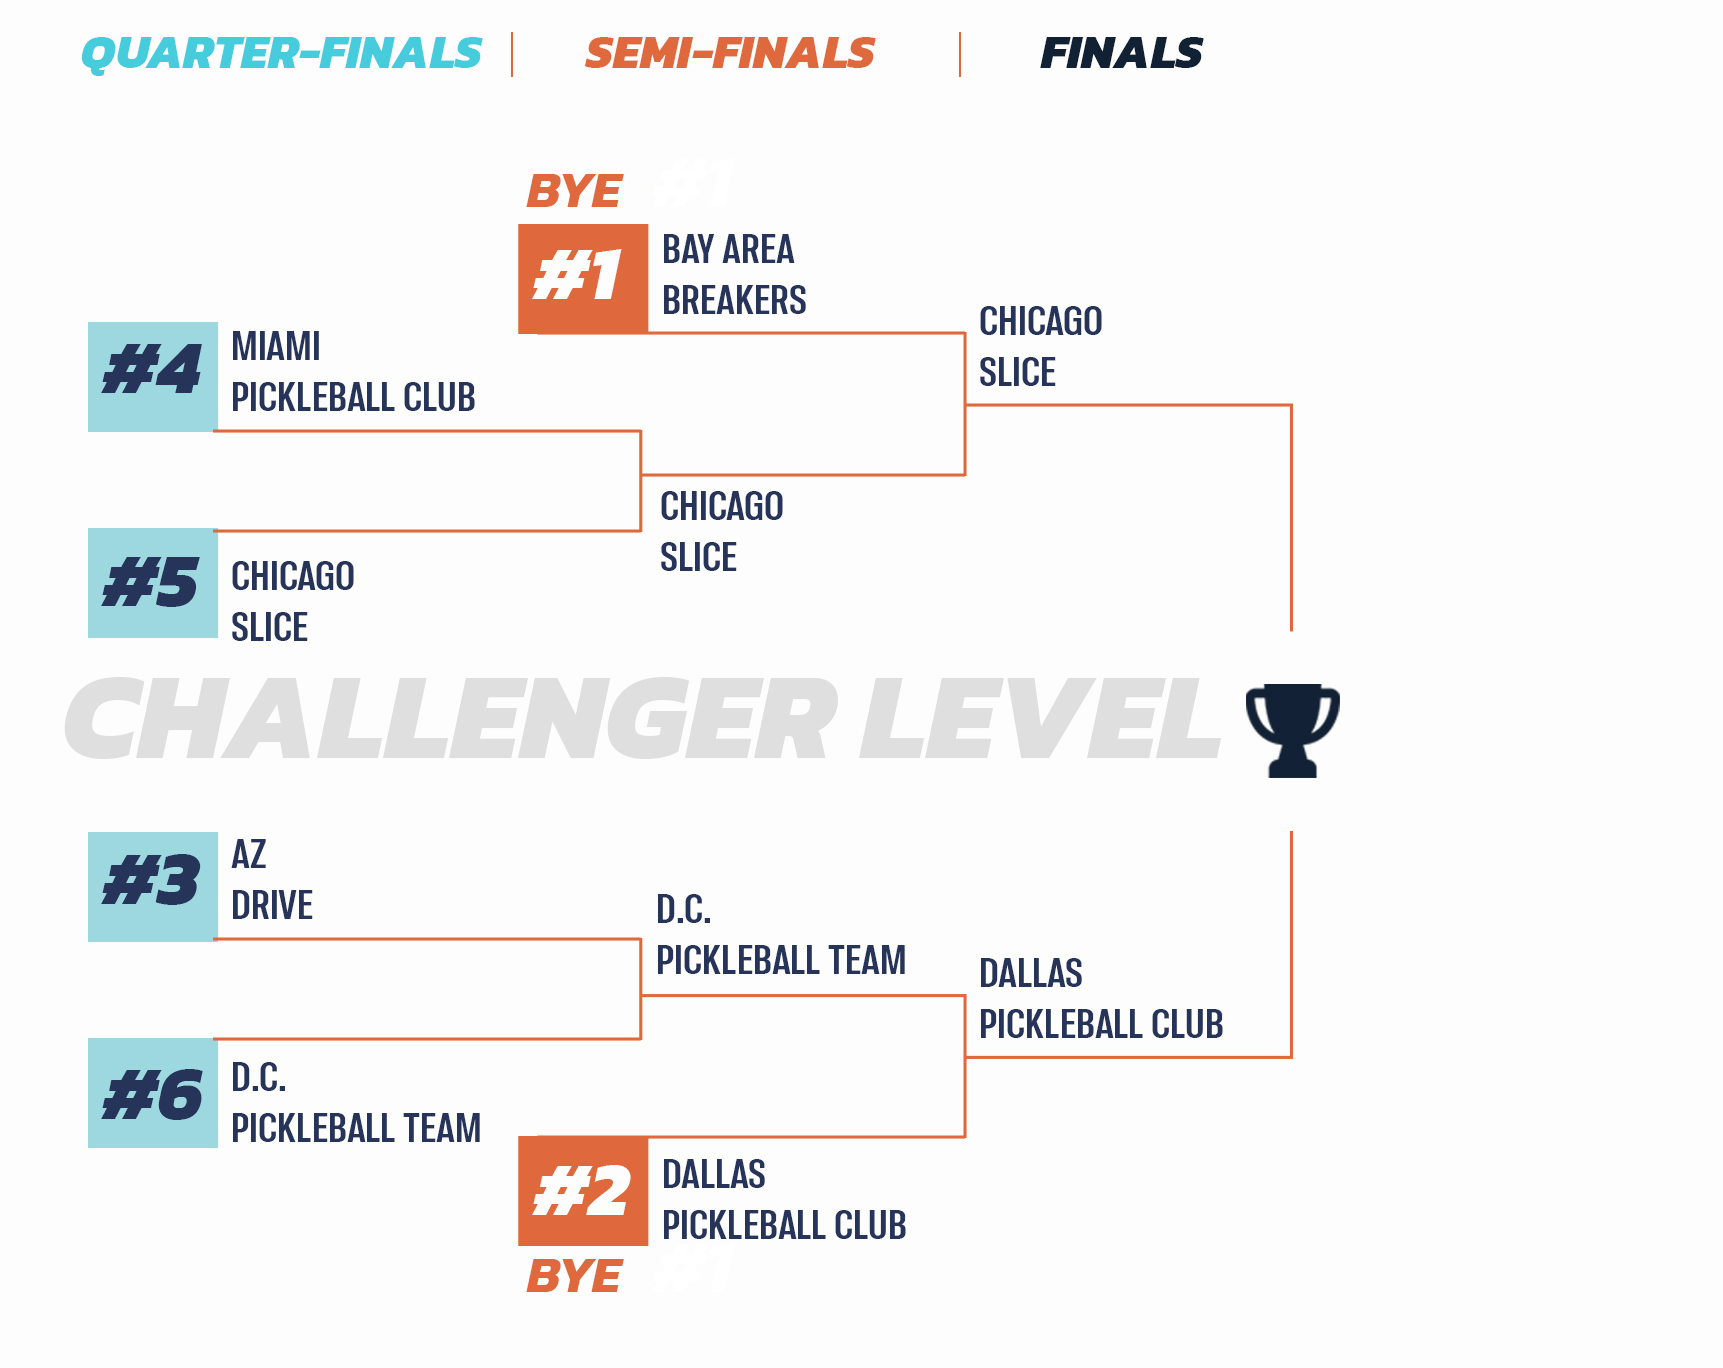 QUARTER-FINALS
SEMI-FINALS
FINALS
BYE
#1
#1
BAY AREA
BREAKERS
CHICAGO
SLICE
#4
MIAMI
PICKLEBALL CLUB
CHICAGO
SLICE
#5
CHICAGO
SLICE
CHALLENGER LEVEL
#3
AZ
DRIVE
D.C.
PICKLEBALL TEAM
DALLAS
PICKLEBALL CLUB
#6
D.C.
PICKLEBALL TEAM
#2
DALLAS
PICKLEBALL CLUB
BYE
#1